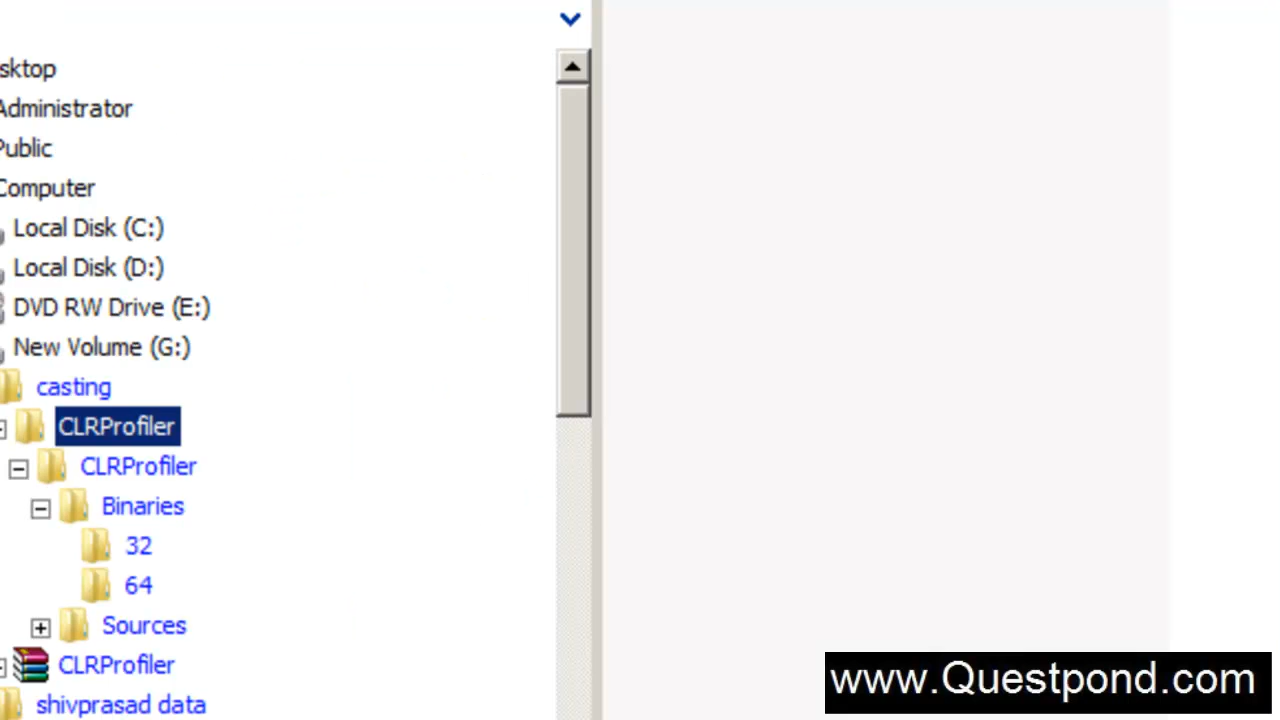 sktop
Administrator
Public
Computer
Local Disk (C:)
Local Disk (D:)
DVD RW Drive (E:)
New Volume (G:)
casting
CLRProfiler
CLRProfiler
Binaries
32
64
Sources
CLRProfiler
shivprasad data
www.Questpond.com